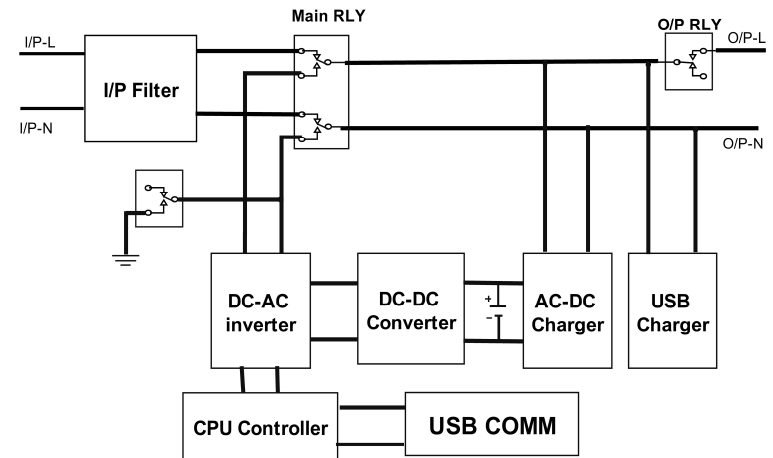 Main RLY
O/P RLY
I/P-L
O/P-L
I/P Filter
I/P-N
O/P-N
DC-AC
inverter
DC-DC
Converter
+
−
AC-DC
Charger
USB
Charger
CPU Controller
USB COMM